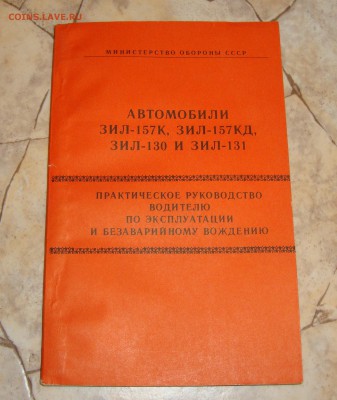 COINS.LAVE.RU
МИНИСТЕРСТВО ОБОРОНЫ СССР
АВТОМОБИЛИ
ЗИЛ-157К, ЗИЛ-157КД,
ЗИЛ-130 И ЗИЛ-131
ПРАКТИЧЕСКОЕ РУКОВОДСТВО
ВОДИТЕЛЮ
ПО ЭКСПЛУАТАЦИИ
И БЕЗАВАРИЙНОМУ ВОЖДЕНИЮ